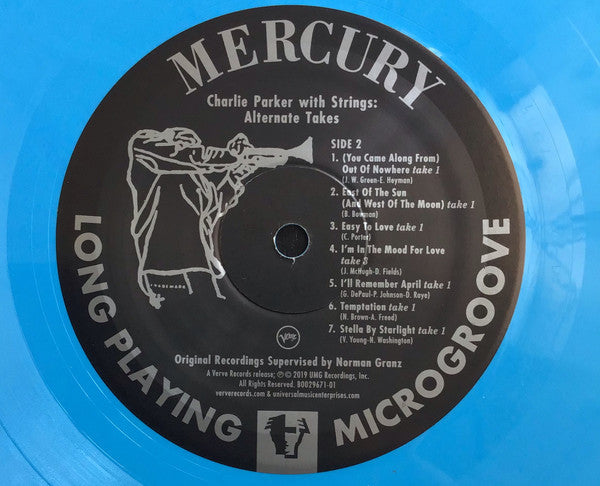 MERCURY
Charlie Parker with Strings:
Alternate Takes
SIDE 2
1. (You Came Along From)
Out Of Nowhere take 1
(J. W. Green-E. Heyman)
2. East Of The Sun
(And West Of The Moon) take 1
(B. Bowman)
3. Easy To Love take 1
(C. Porter)
4. I'm In The Mood For Love
take 3
(J. McHugh-D. Fields)
5. I'll Remember April take 1
(G. DePaul-P. Johnson-D. Raye)
6. Temptation take 1
(N. Brown-A. Freed)
7. Stella By Starlight take 1
(V. Young-N. Washington)
TRADEMARK
Verve
Original Recordings Supervised by Norman Granz
A Verve Records release; ℗ © 2019 UMG Recordings, Inc.
All Rights Reserved. B0029671-01
ververecords.com & universalmusicenterprises.com
LONG PLAYING
MICROGROOVE